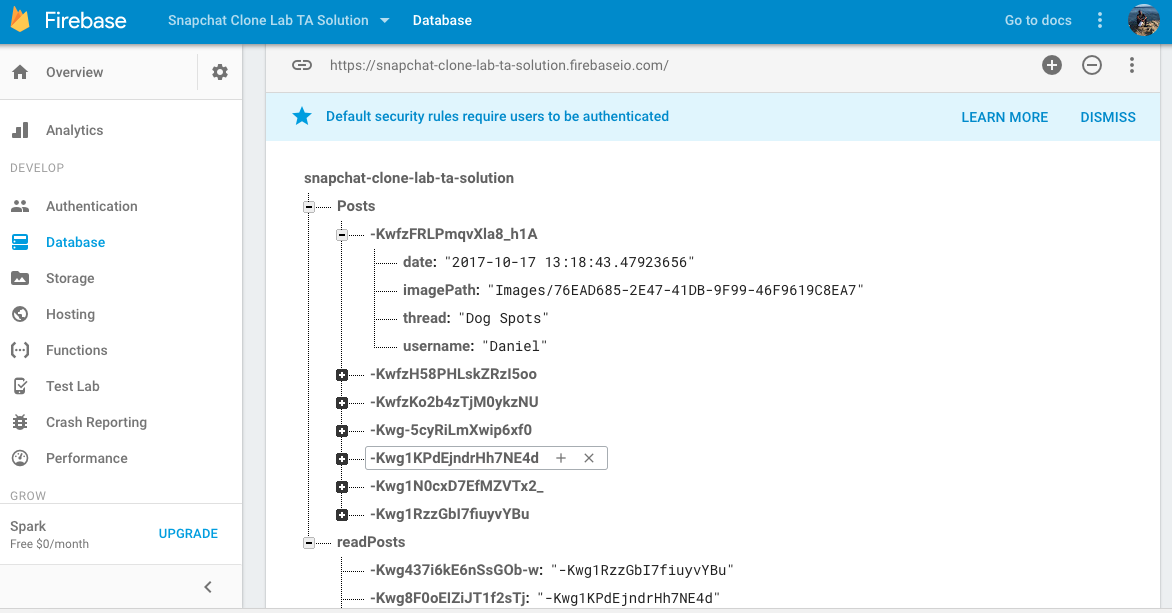 Firebase Snapchat Clone Lab TA Solution Database Go to docs
Overview
https://snapchat-clone-lab-ta-solution.firebaseio.com/
Default security rules require users to be authenticated LEARN MORE DISMISS
Analytics
DEVELOP
Authentication
Database
Storage
Hosting
Functions
Test Lab
Crash Reporting
Performance
GROW
Spark
Free $0/month
UPGRADE
snapchat-clone-lab-ta-solution
Posts
-KwfzFRLPmqvXla8_h1A
date: "2017-10-17 13:18:43.47923656"
imagePath: "Images/76EAD685-2E47-41DB-9F99-46F9619C8EA7"
thread: "Dog Spots"
username: "Daniel"
-KwfzH58PHLskZRzI5oo
-KwfzKo2b4zTjM0ykzNU
-Kwg-5cyRiLmXwip6xf0
-Kwg1KPdEjndrHh7NE4d
-Kwg1N0cxD7EfMZVTx2_
-Kwg1RzzGbI7fiuyvYBu
readPosts
-Kwg437i6kE6nSsGOb-w: "-Kwg1RzzGbI7fiuyvYBu"
-Kwg8F0oEIZiJT1f2sTj: "-Kwg1KPdEjndrHh7NE4d"